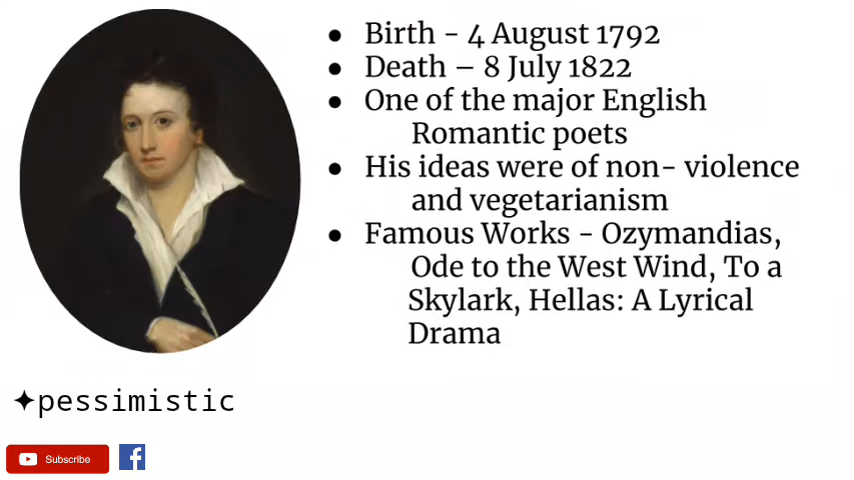 ● Birth - 4 August 1792
● Death – 8 July 1822
● One of the major English
Romantic poets
● His ideas were of non- violence
and vegetarianism
● Famous Works - Ozymandias,
Ode to the West Wind, To a
Skylark, Hellas: A Lyrical
Drama
✦pessimistic
Subscribe
f